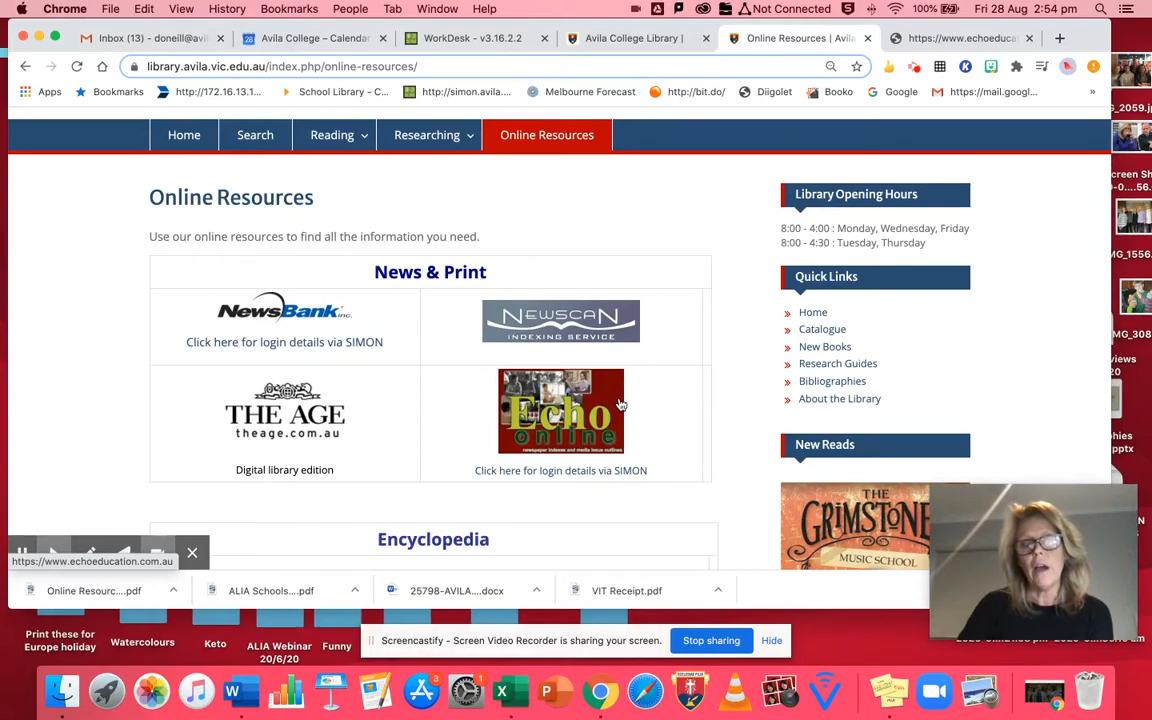 Chrome File Edit View History Bookmarks People Tab Window Help Not Connected 100% Fri 28 Aug 2:54 pm
Inbox (13) - doneill@avil × Avila College – Calendar × WorkDesk - v3.16.2.2 × Avila College Library | × Online Resources | Avila × https://www.echoeducat × +
library.avila.vic.edu.au/index.php/online-resources/
Apps Bookmarks http://172.16.13.1... School Library - C... http://simon.avila.... Melbourne Forecast http://bit.do/ Diigolet Booko Google https://mail.googl... »
Home Search Reading Researching Online Resources
Online Resources
Use our online resources to find all the information you need.
News & Print
NewsBank inc.
Click here for login details via SIMON
NEWSCAN
INDEXING SERVICE
THE AGE
theage.com.au
Digital library edition
Echo
online
newspaper indexes and media issue outlines
Click here for login details via SIMON
Encyclopedia
Library Opening Hours
8:00 - 4:00 : Monday, Wednesday, Friday
8:00 - 4:30 : Tuesday, Thursday
Quick Links
Home
Catalogue
New Books
Research Guides
Bibliographies
About the Library
New Reads
THE
GRIMSTONE
MUSIC SCHOOL
https://www.echoeducation.com.au
Online Resourc....pdf ALIA Schools....pdf 25798-AVILA....docx VIT Receipt.pdf
Screencastify - Screen Video Recorder is sharing your screen. Stop sharing Hide
Print these for
Europe holiday
Watercolours
Keto
ALIA Webinar
20/6/20
Funny